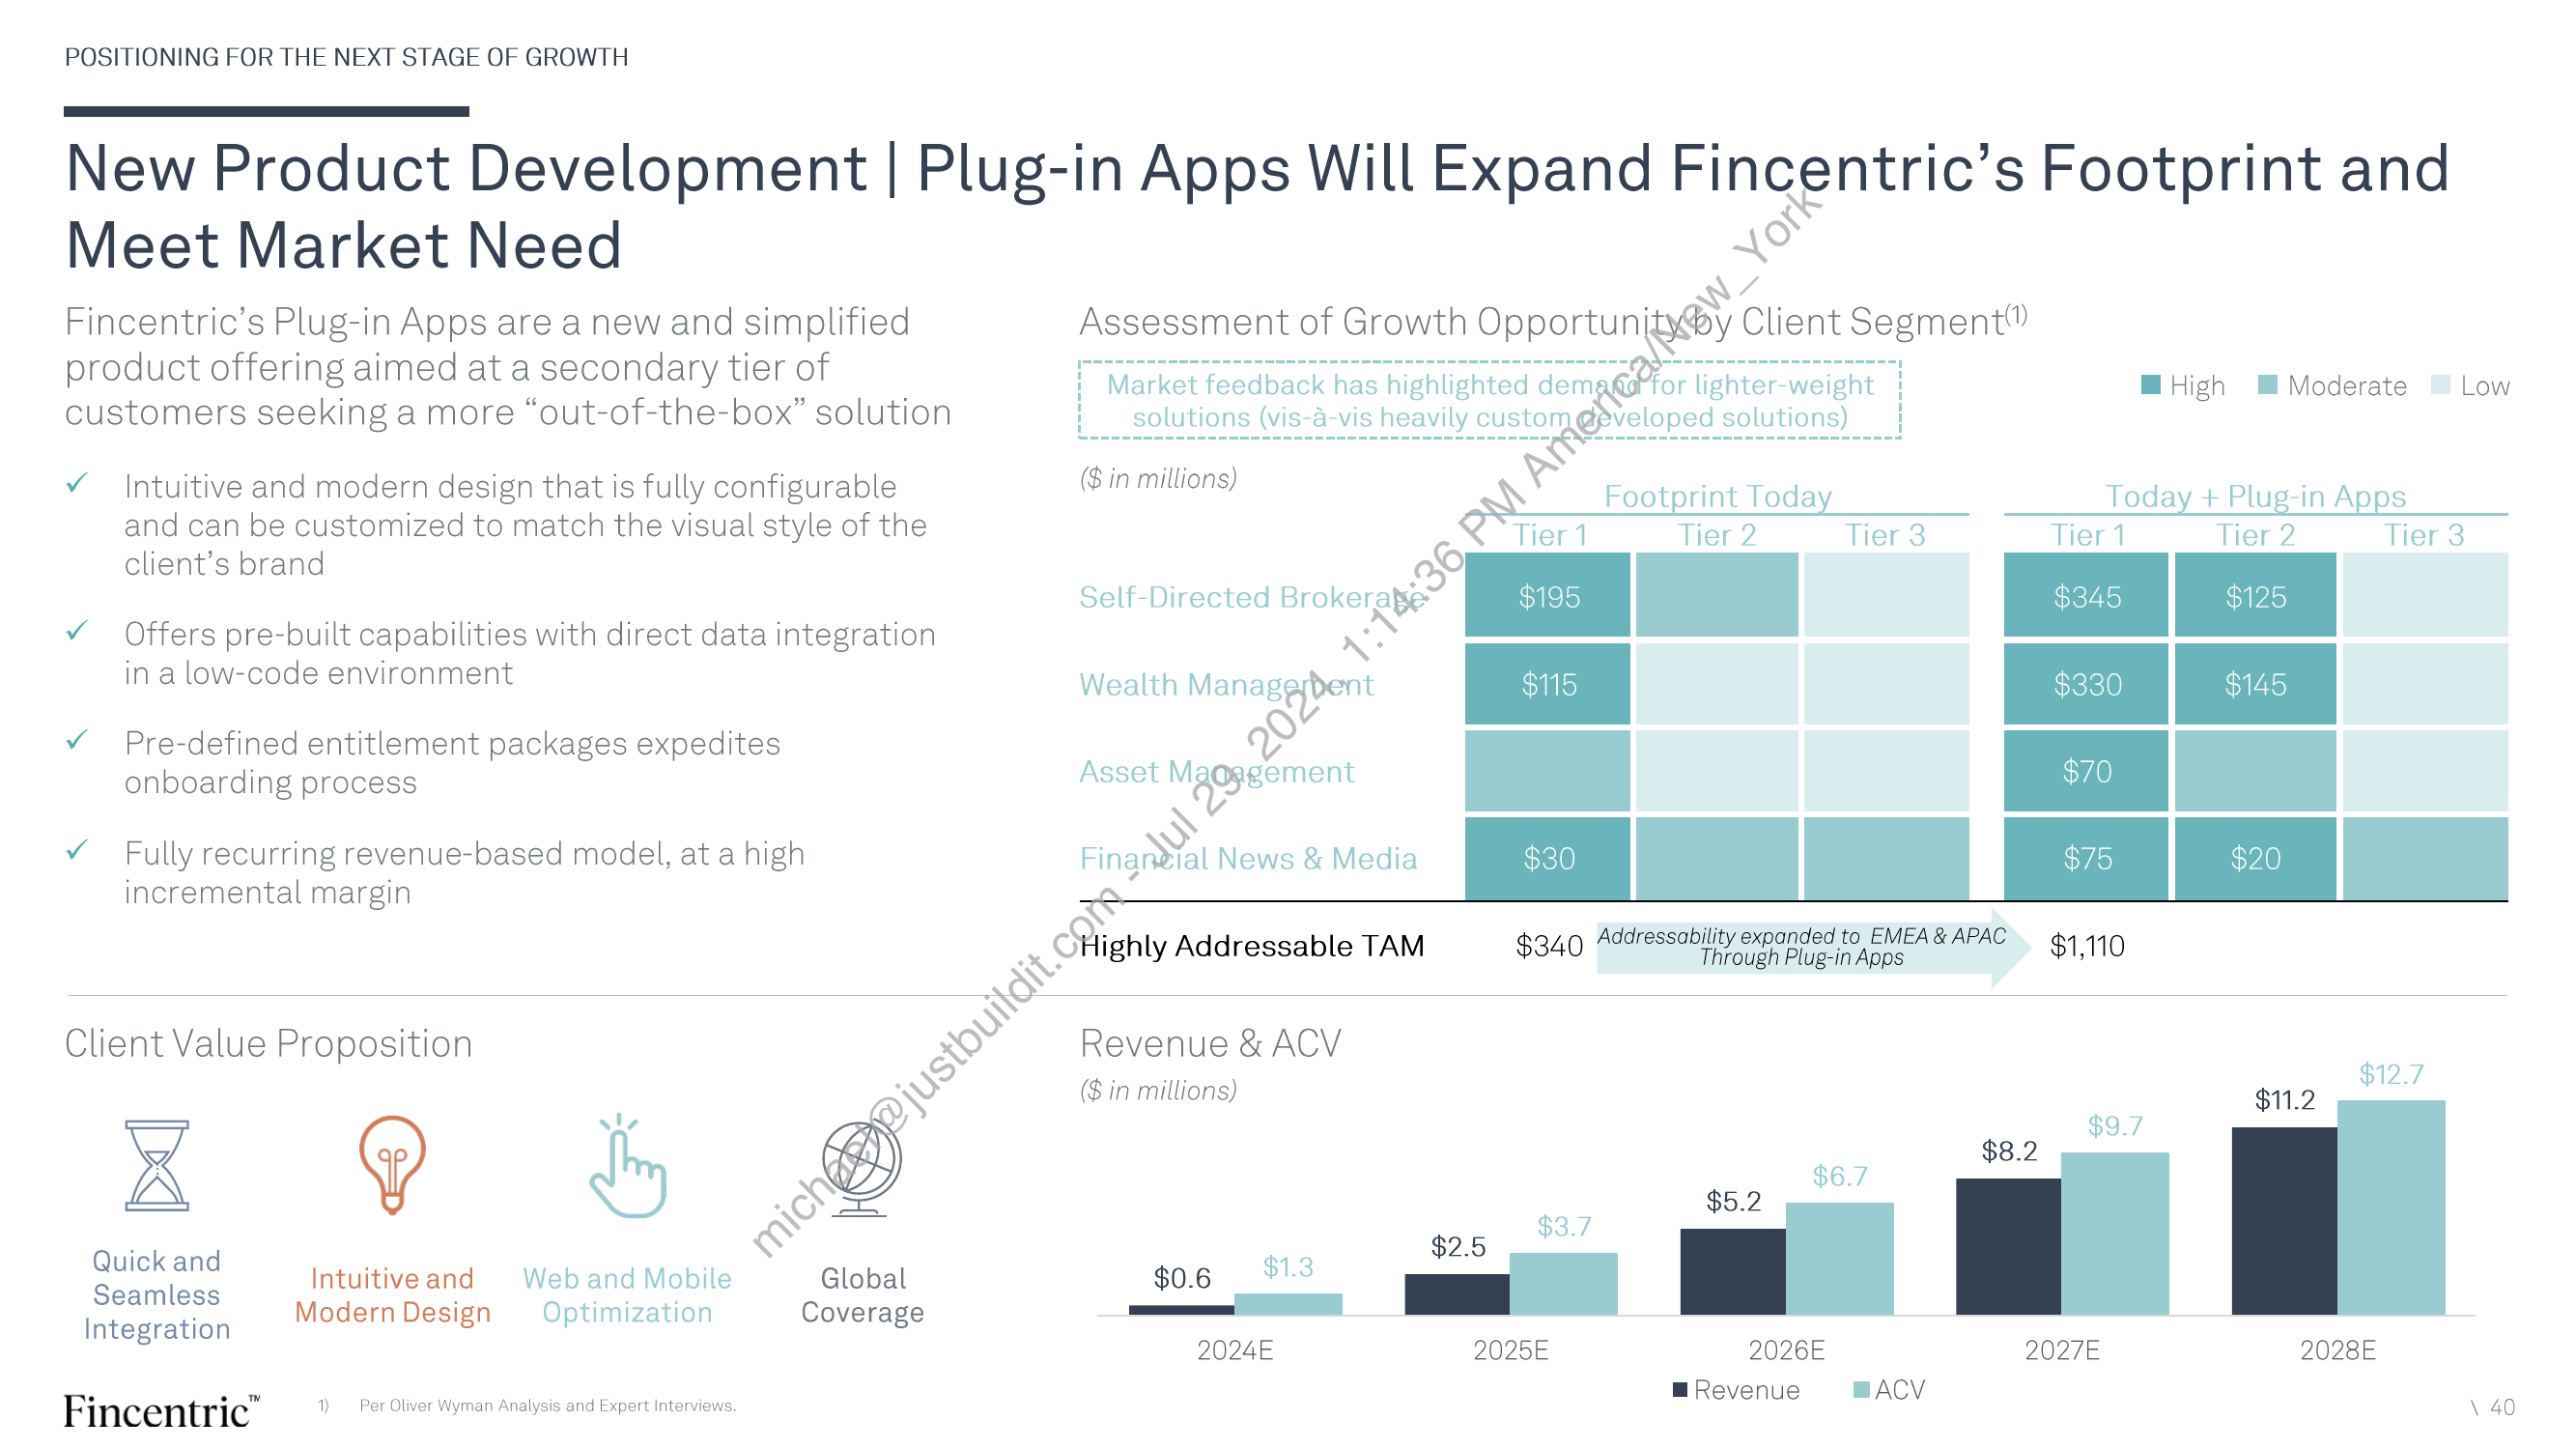 POSITIONING FOR THE NEXT STAGE OF GROWTH
New Product Development | Plug-in Apps Will Expand Fincentric’s Footprint and
Meet Market Need
Fincentric’s Plug-in Apps are a new and simplified
product offering aimed at a secondary tier of
customers seeking a more “out-of-the-box” solution
✓ Intuitive and modern design that is fully configurable
and can be customized to match the visual style of the
client’s brand
✓ Offers pre-built capabilities with direct data integration
in a low-code environment
✓ Pre-defined entitlement packages expedites
onboarding process
✓ Fully recurring revenue-based model, at a high
incremental margin
Assessment of Growth Opportunity by Client Segment(1)
Market feedback has highlighted demand for lighter-weight
solutions (vis-à-vis heavily custom developed solutions)
High Moderate Low
($ in millions)
Footprint Today Today + Plug-in Apps
Tier 1 Tier 2 Tier 3 Tier 1 Tier 2 Tier 3
Self-Directed Brokerage $195 $345 $125
Wealth Management $115 $330 $145
Asset Management $70
Financial News & Media $30 $75 $20
Highly Addressable TAM $340 Addressability expanded to EMEA & APAC $1,110
Through Plug-in Apps
Client Value Proposition
Quick and
Seamless
Integration
Intuitive and
Modern Design
Web and Mobile
Optimization
Global
Coverage
Revenue & ACV
($ in millions)
$0.6 $1.3 $2.5 $3.7 $5.2 $6.7 $8.2 $9.7 $11.2 $12.7
2024E 2025E 2026E 2027E 2028E
Revenue ACV
Fincentric™
1) Per Oliver Wyman Analysis and Expert Interviews.
\ 40
michael@justbuildit.com - Jul 29, 2024, 1:14:36 PM America/New_York